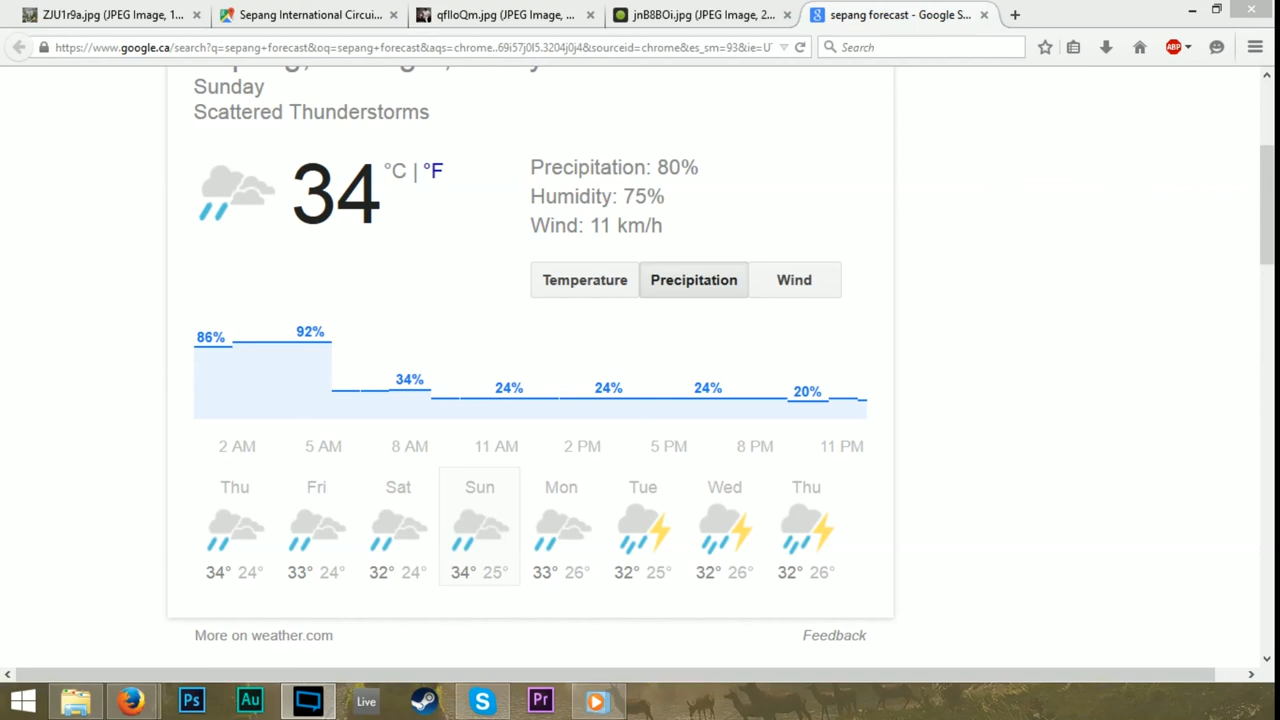 ZJU1r9a.jpg (JPEG Image, 1...
Sepang International Circui...
qflloQm.jpg (JPEG Image, ...
jnB8BOi.jpg (JPEG Image, 2...
sepang forecast - Google S...
https://www.google.ca/search?q=sepang+forecast&oq=sepang+forecast&aqs=chrome..69i57j0l5.3204j0j4&sourceid=chrome&es_sm=93&ie=U
Search
ABP
Sunday
Scattered Thunderstorms
34 °C | °F
Precipitation: 80%
Humidity: 75%
Wind: 11 km/h
Temperature Precipitation Wind
86% 92% 34% 24% 24% 24% 20%
2 AM 5 AM 8 AM 11 AM 2 PM 5 PM 8 PM 11 PM
Thu Fri Sat Sun Mon Tue Wed Thu
34° 24° 33° 24° 32° 24° 34° 25° 33° 26° 32° 25° 32° 26° 32° 26°
More on weather.com
Feedback
Ps Au Live S Pr